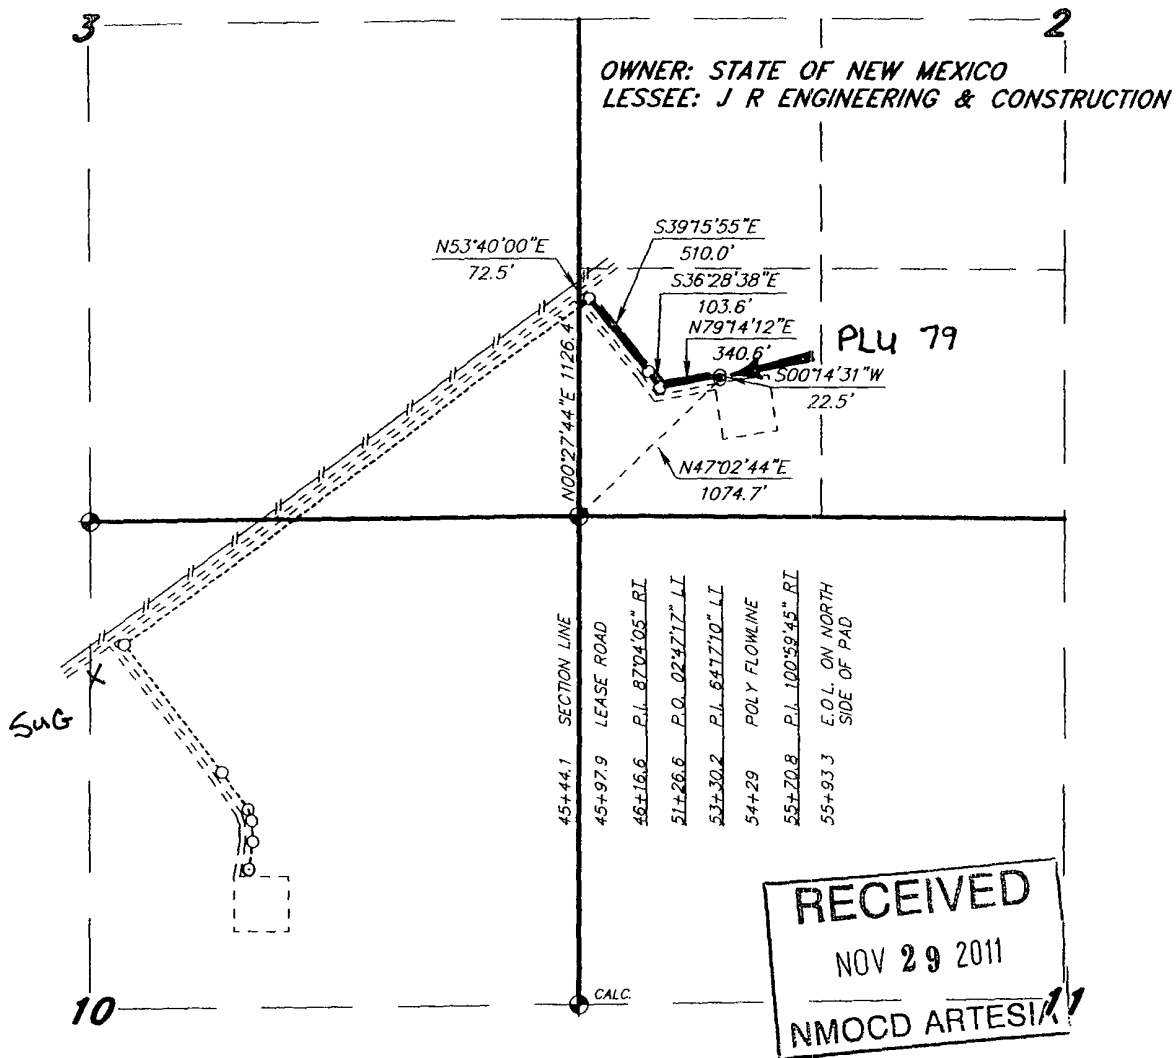 3
2
OWNER: STATE OF NEW MEXICO
LESSEE: J R ENGINEERING & CONSTRUCTION
S39°15'55"E
510.0'
N53°40'00"E
72.5'
S36°28'38"E
103.6'
N79°14'12"E
340.6'
PLU 79
S00°14'31"W
22.5'
N00°27'44"E 1126.4'
N47°02'44"E
1074.7'
45+44.1 SECTION LINE
45+97.9 LEASE ROAD
46+16.6 P.I. 87°04'05" RT
51+26.6 P.O. 02°47'17" LT
53+30.2 P.I. 64°17'10" LT
54+29 POLY FLOWLINE
55+70.8 P.I. 100°59'45" RT
55+93.3 E.O.L. ON NORTH
SIDE OF PAD
X
SUG
RECEIVED
NOV 29 2011
NMOCD ARTESIA
CALC.
10
11